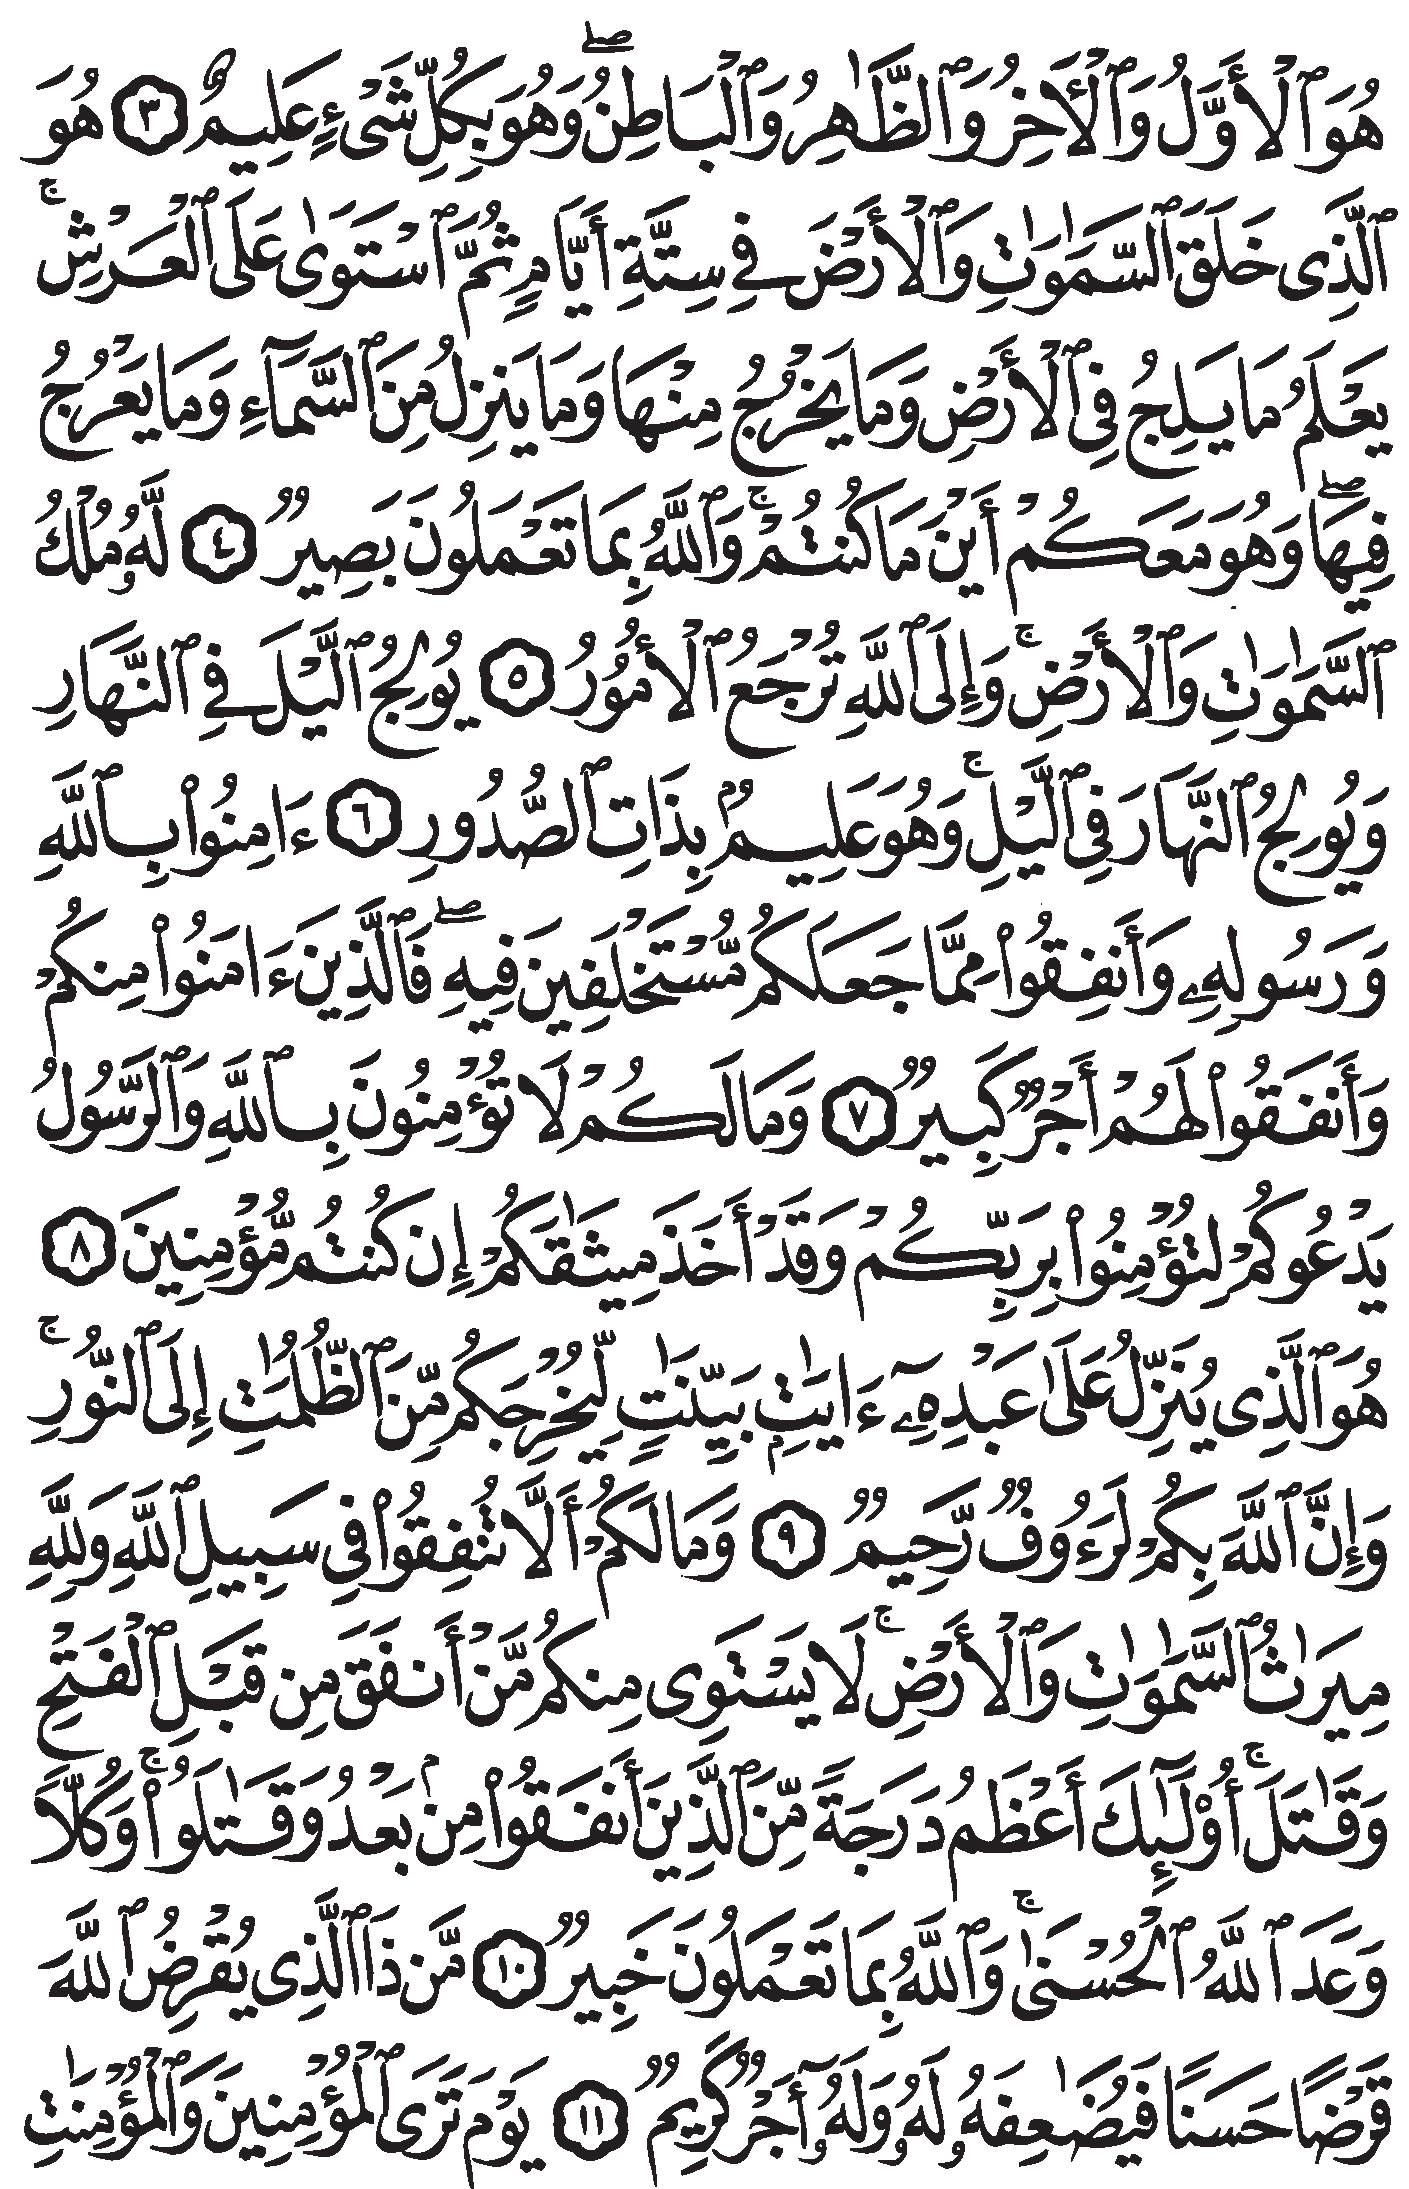 هُوَ ٱلْأَوَّلُ وَٱلْأَخِرُ وَٱلظَّٰهِرُ وَٱلْبَاطِنُ ۖ وَهُوَ بِكُلِّ شَىْءٍ عَلِيمٌ ٣ هُوَ
ٱلَّذِى خَلَقَ ٱلسَّمَٰوَٰتِ وَٱلْأَرْضَ فِى سِتَّةِ أَيَّامٍ ثُمَّ ٱسْتَوَىٰ عَلَى ٱلْعَرْشِ ۚ
يَعْلَمُ مَا يَلِجُ فِى ٱلْأَرْضِ وَمَا يَخْرُجُ مِنْهَا وَمَا يَنزِلُ مِنَ ٱلسَّمَآءِ وَمَا يَعْرُجُ
فِيهَا ۖ وَهُوَ مَعَكُمْ أَيْنَ مَا كُنتُمْ ۚ وَٱللَّهُ بِمَا تَعْمَلُونَ بَصِيرٌ ٤ لَّهُۥ مُلْكُ
ٱلسَّمَٰوَٰتِ وَٱلْأَرْضِ ۚ وَإِلَى ٱللَّهِ تُرْجَعُ ٱلْأُمُورُ ٥ يُولِجُ ٱلَّيْلَ فِى ٱلنَّهَارِ
وَيُولِجُ ٱلنَّهَارَ فِى ٱلَّيْلِ ۚ وَهُوَ عَلِيمُۢ بِذَاتِ ٱلصُّدُورِ ٦ ءَامِنُوا۟ بِٱللَّهِ
وَرَسُولِهِۦ وَأَنفِقُوا۟ مِمَّا جَعَلَكُم مُّسْتَخْلَفِينَ فِيهِ ۖ فَٱلَّذِينَ ءَامَنُوا۟ مِنكُمْ
وَأَنفَقُوا۟ لَهُمْ أَجْرٌ كَبِيرٌ ٧ وَمَا لَكُمْ لَا تُؤْمِنُونَ بِٱللَّهِ وَٱلرَّسُولُ
يَدْعُوكُمْ لِتُؤْمِنُوا۟ بِرَبِّكُمْ وَقَدْ أَخَذَ مِيثَٰقَكُمْ إِن كُنتُم مُّؤْمِنِينَ ٨
هُوَ ٱلَّذِى يُنَزِّلُ عَلَىٰ عَبْدِهِۦٓ ءَايَٰتِۭ بَيِّنَٰتٍ لِّيُخْرِجَكُم مِّنَ ٱلظُّلُمَٰتِ إِلَى ٱلنُّورِ ۚ
وَإِنَّ ٱللَّهَ بِكُمْ لَرَءُوفٌ رَّحِيمٌ ٩ وَمَا لَكُمْ أَلَّا تُنفِقُوا۟ فِى سَبِيلِ ٱللَّهِ وَلِلَّهِ
مِيرَٰثُ ٱلسَّمَٰوَٰتِ وَٱلْأَرْضِ ۚ لَا يَسْتَوِى مِنكُم مَّنْ أَنفَقَ مِن قَبْلِ ٱلْفَتْحِ
وَقَٰتَلَ ۚ أُو۟لَٰٓئِكَ أَعْظَمُ دَرَجَةً مِّنَ ٱلَّذِينَ أَنفَقُوا۟ مِنۢ بَعْدُ وَقَٰتَلُوا۟ ۚ وَكُلًّا
وَعَدَ ٱللَّهُ ٱلْحُسْنَىٰ ۚ وَٱللَّهُ بِمَا تَعْمَلُونَ خَبِيرٌ ١٠ مَّن ذَا ٱلَّذِى يُقْرِضُ ٱللَّهَ
قَرْضًا حَسَنًا فَيُضَٰعِفَهُۥ لَهُۥ وَلَهُۥٓ أَجْرٌ كَرِيمٌ ١١ يَوْمَ تَرَى ٱلْمُؤْمِنِينَ وَٱلْمُؤْمِنَٰتِ